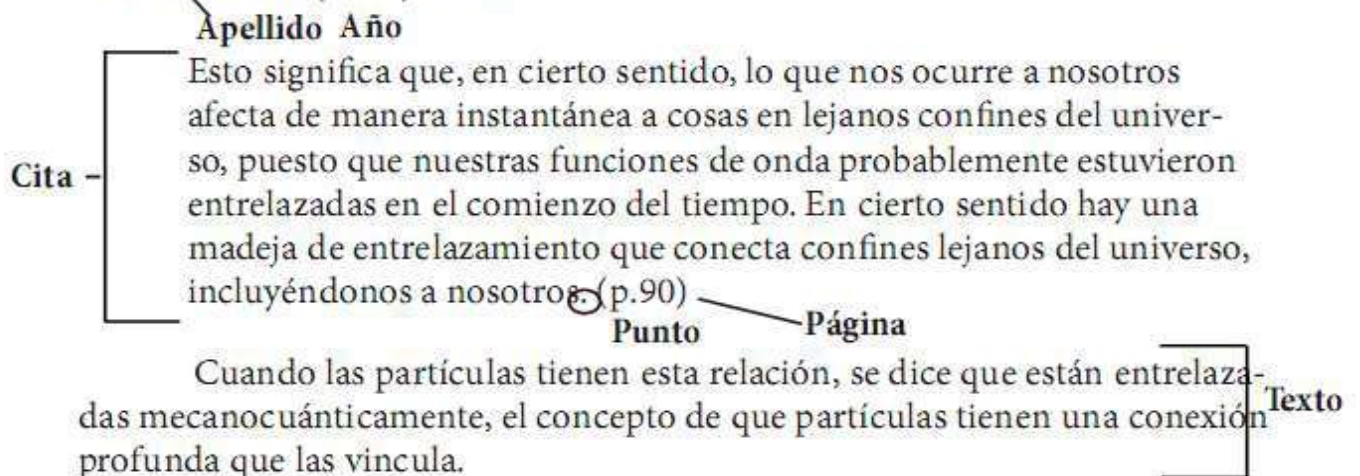 Apellido Año
Esto significa que, en cierto sentido, lo que nos ocurre a nosotros
afecta de manera instantánea a cosas en lejanos confines del univer-
so, puesto que nuestras funciones de onda probablemente estuvieron
Cita
entrelazadas en el comienzo del tiempo. En cierto sentido hay una
madeja de entrelazamiento que conecta confines lejanos del universo,
incluyéndonos a nosotros. (p.90)
Punto Página
Cuando las partículas tienen esta relación, se dice que están entrelaza-
das mecanocuánticamente, el concepto de que partículas tienen una conexión
Texto
profunda que las vincula.